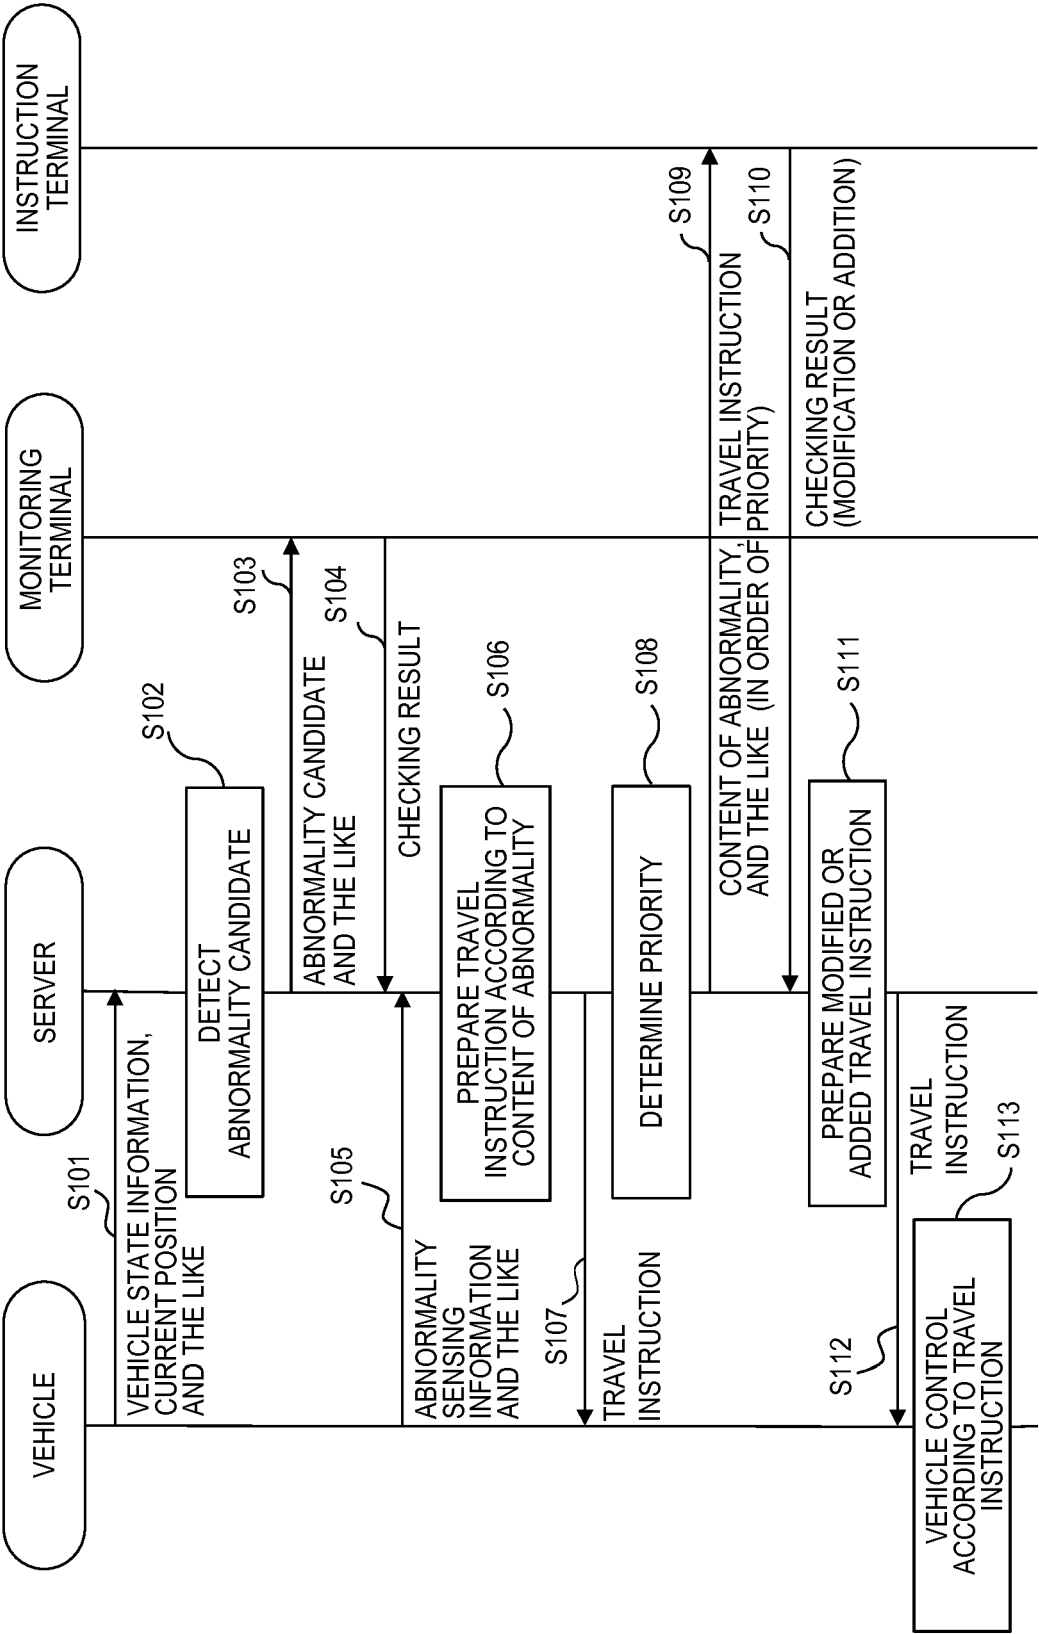 VEHICLE
SERVER
MONITORING
TERMINAL
INSTRUCTION
TERMINAL
S101
VEHICLE STATE INFORMATION,
CURRENT POSITION
AND THE LIKE
S102
DETECT
ABNORMALITY CANDIDATE
S103
ABNORMALITY CANDIDATE
AND THE LIKE
S104
CHECKING RESULT
S105
ABNORMALITY
SENSING
INFORMATION
AND THE LIKE
S106
PREPARE TRAVEL
INSTRUCTION ACCORDING TO
CONTENT OF ABNORMALITY
S107
TRAVEL
INSTRUCTION
S108
DETERMINE PRIORITY
S109
CONTENT OF ABNORMALITY, TRAVEL INSTRUCTION
AND THE LIKE (IN ORDER OF PRIORITY)
S110
CHECKING RESULT
(MODIFICATION OR ADDITION)
S111
PREPARE MODIFIED OR
ADDED TRAVEL INSTRUCTION
S112
TRAVEL
INSTRUCTION
S113
VEHICLE CONTROL
ACCORDING TO TRAVEL
INSTRUCTION